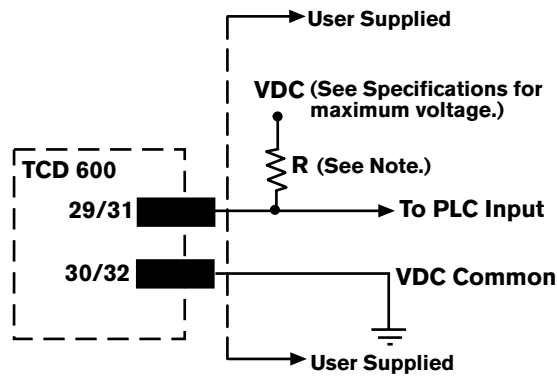 User Supplied
VDC (See Specifications for
maximum voltage.)
TCD 600
R (See Note.)
29/31
To PLC Input
30/32
VDC Common
User Supplied